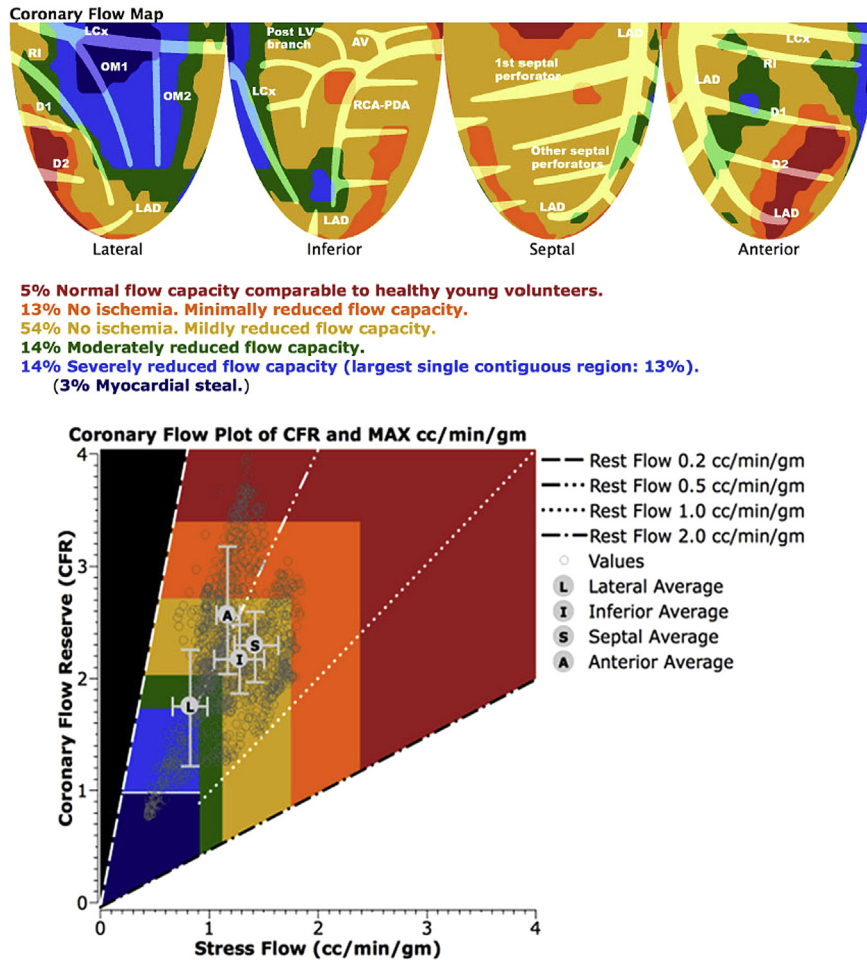 Coronary Flow Map
LCx
RI
OM1
OM2
D1
D2
LAD
Post LV
branch
AV
LCx
RCA-PDA
LAD
LAD
1st septal
perforator
Other septal
perforators
LAD
LCx
RI
LAD
D1
D2
LAD
Lateral
Inferior
Septal
Anterior
5% Normal flow capacity comparable to healthy young volunteers.
13% No ischemia. Minimally reduced flow capacity.
54% No ischemia. Mildly reduced flow capacity.
14% Moderately reduced flow capacity.
14% Severely reduced flow capacity (largest single contiguous region: 13%).
(3% Myocardial steal.)
Coronary Flow Plot of CFR and MAX cc/min/gm
Coronary Flow Reserve (CFR)
4
3
2
1
0
A
S
I
L
0 1 2 3 4
Stress Flow (cc/min/gm)
Rest Flow 0.2 cc/min/gm
Rest Flow 0.5 cc/min/gm
Rest Flow 1.0 cc/min/gm
Rest Flow 2.0 cc/min/gm
Values
L Lateral Average
I Inferior Average
S Septal Average
A Anterior Average